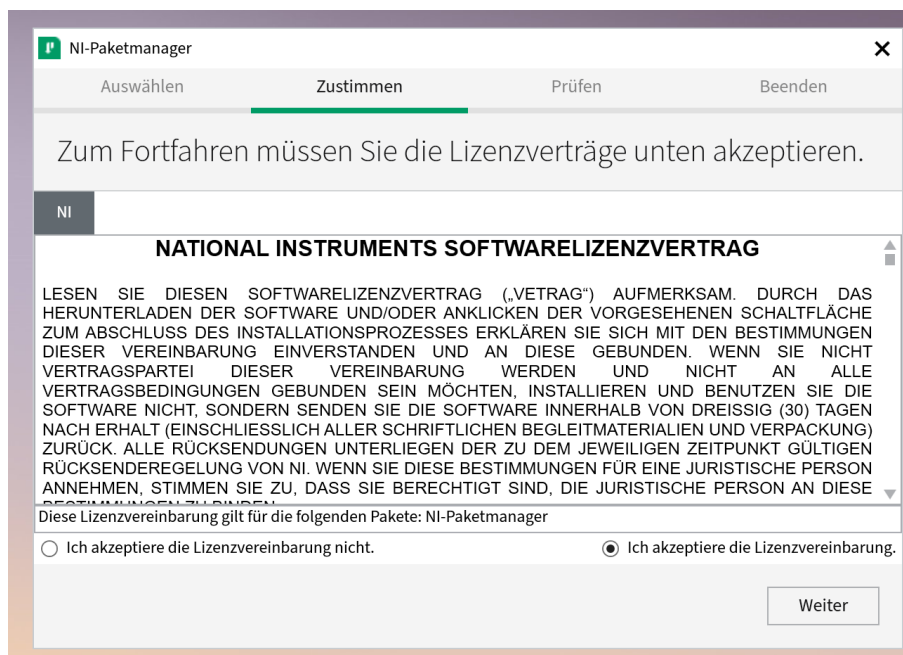 NI-Paketmanager
Auswählen Zustimmen Prüfen Beenden
Zum Fortfahren müssen Sie die Lizenzverträge unten akzeptieren.
NI
NATIONAL INSTRUMENTS SOFTWARELIZENZVERTRAG
LESEN SIE DIESEN SOFTWARELIZENZVERTRAG („VETRAG“) AUFMERKSAM. DURCH DAS
HERUNTERLADEN DER SOFTWARE UND/ODER ANKLICKEN DER VORGESEHENEN SCHALTFLÄCHE
ZUM ABSCHLUSS DES INSTALLATIONSPROZESSES ERKLÄREN SIE SICH MIT DEN BESTIMMUNGEN
DIESER VEREINBARUNG EINVERSTANDEN UND AN DIESE GEBUNDEN. WENN SIE NICHT
VERTRAGSPARTEI DIESER VEREINBARUNG WERDEN UND NICHT AN ALLE
VERTRAGSBEDINGUNGEN GEBUNDEN SEIN MÖCHTEN, INSTALLIEREN UND BENUTZEN SIE DIE
SOFTWARE NICHT, SONDERN SENDEN SIE DIE SOFTWARE INNERHALB VON DREISSIG (30) TAGEN
NACH ERHALT (EINSCHLIESSLICH ALLER SCHRIFTLICHEN BEGLEITMATERIALIEN UND VERPACKUNG)
ZURÜCK. ALLE RÜCKSENDUNGEN UNTERLIEGEN DER ZU DEM JEWEILIGEN ZEITPUNKT GÜLTIGEN
RÜCKSENDEREGELUNG VON NI. WENN SIE DIESE BESTIMMUNGEN FÜR EINE JURISTISCHE PERSON
ANNEHMEN, STIMMEN SIE ZU, DASS SIE BERECHTIGT SIND, DIE JURISTISCHE PERSON AN DIESE
BESTIMMUNGEN ZU BINDEN.
Diese Lizenzvereinbarung gilt für die folgenden Pakete: NI-Paketmanager
Ich akzeptiere die Lizenzvereinbarung nicht. Ich akzeptiere die Lizenzvereinbarung.
Weiter